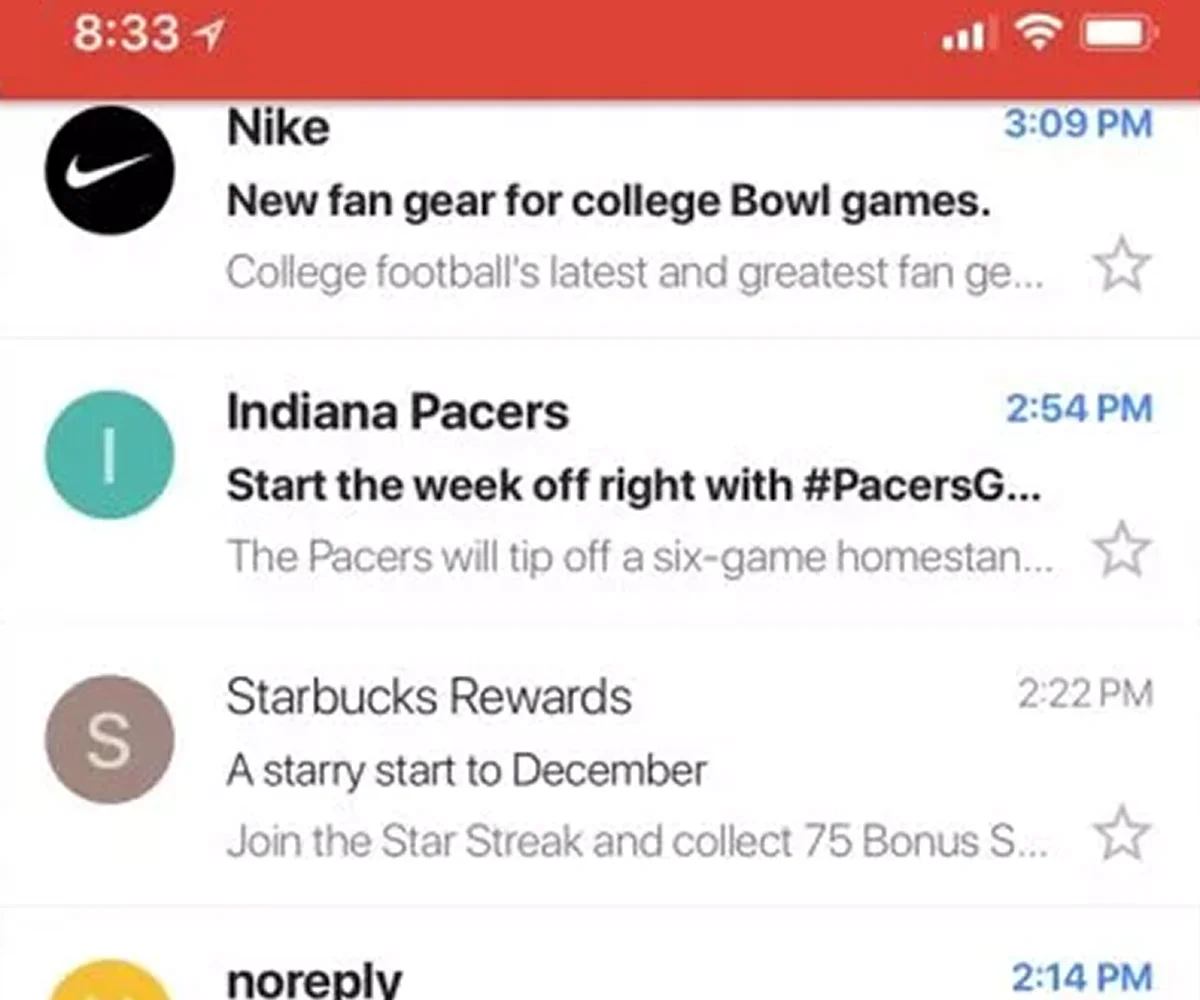 8:33
Nike 3:09 PM
New fan gear for college Bowl games.
College football's latest and greatest fan ge...
I
Indiana Pacers 2:54 PM
Start the week off right with #PacersG...
The Pacers will tip off a six-game homestan...
S
Starbucks Rewards 2:22 PM
A starry start to December
Join the Star Streak and collect 75 Bonus S...
noreply 2:14 PM